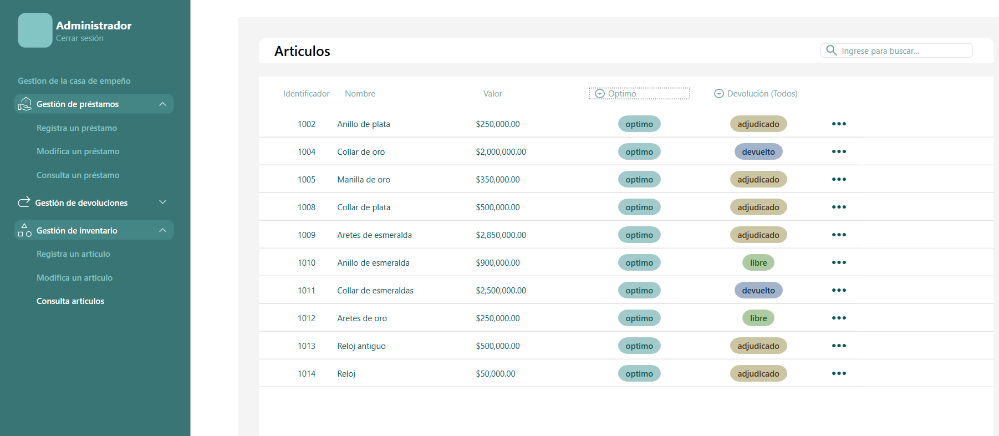 Administrador
Cerrar sesión
Gestion de la casa de empeño
Gestión de préstamos
Registra un préstamo
Modifica un préstamo
Consulta un préstamo
Gestión de devoluciones
Gestión de inventario
Registra un artículo
Modifica un articulo
Consulta articulos
Articulos
Ingrese para buscar...
Identificador Nombre Valor Optimo Devolución (Todos)
1002 Anillo de plata $250,000.00 optimo adjudicado
1004 Collar de oro $2,000,000.00 optimo devuelto
1005 Manilla de oro $350,000.00 optimo adjudicado
1008 Collar de plata $500,000.00 optimo adjudicado
1009 Aretes de esmeralda $2,850,000.00 optimo adjudicado
1010 Anillo de esmeralda $900,000.00 optimo libre
1011 Collar de esmeraldas $2,500,000.00 optimo devuelto
1012 Aretes de oro $250,000.00 optimo libre
1013 Reloj antiguo $500,000.00 optimo adjudicado
1014 Reloj $50,000.00 optimo adjudicado